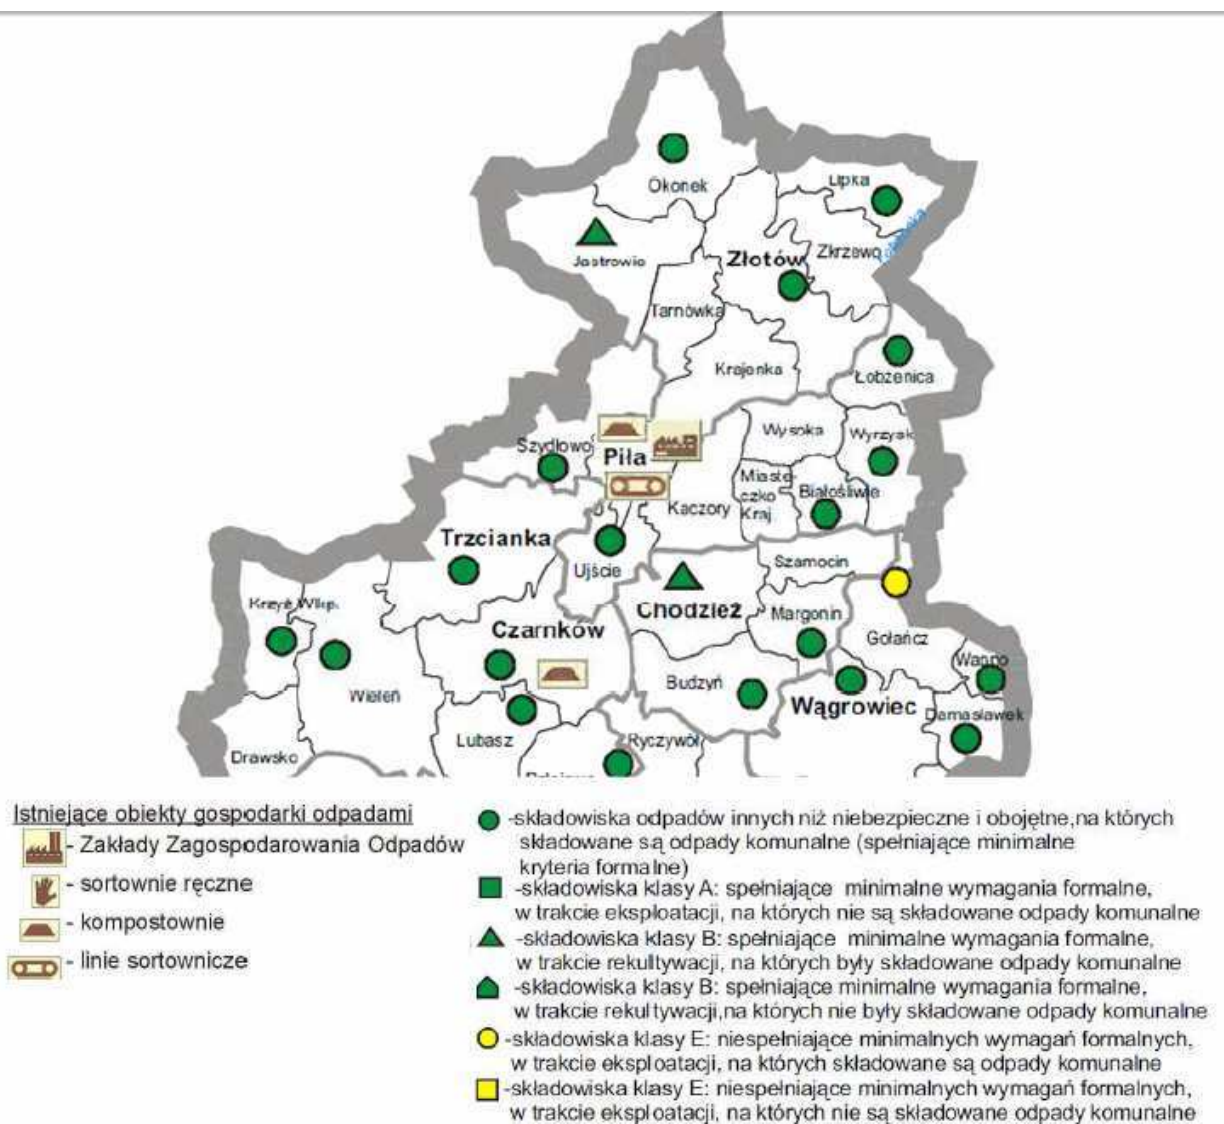 Okonek
Lipka
Jastrowie
Złotów
Zkrzewo
Tarnówka
Krajenka
Łobżenica
Szydłowo
Piła
Wysoka
Wyrzysk
Kaczory
Miaste-
czko
Kraj.
Białośliwie
Trzcianka
Ujście
Szamocin
Chodzież
Margonin
Gołańcz
Krzyż Wlkp.
Czarnków
Wieleń
Budzyń
Wapno
Wągrowiec
Damasławek
Lubasz
Ryczywół
Drawsko
Istniejące obiekty gospodarki odpadami
- Zakłady Zagospodarowania Odpadów
- sortownie ręczne
- kompostownie
- linie sortownicze
-składowiska odpadów innych niż niebezpieczne i obojętne,na których
składowane są odpady komunalne (spełniające minimalne
kryteria formalne)
-składowiska klasy A: spełniające minimalne wymagania formalne,
w trakcie eksploatacji, na których nie są składowane odpady komunalne
-składowiska klasy B: spełniające minimalne wymagania formalne,
w trakcie rekultywacji, na których były składowane odpady komunalne
-składowiska klasy B: spełniające minimalne wymagania formalne,
w trakcie rekultywacji,na których nie były składowane odpady komunalne
-składowiska klasy E: niespełniające minimalnych wymagań formalnych,
w trakcie eksploatacji, na których składowane są odpady komunalne
-składowiska klasy E: niespełniające minimalnych wymagań formalnych,
w trakcie eksploatacji, na których nie są składowane odpady komunalne